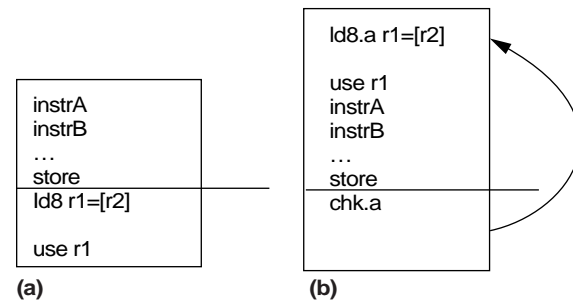 instrA
instrB
…
store
ld8 r1=[r2]
use r1
(a)
ld8.a r1=[r2]
use r1
instrA
instrB
…
store
chk.a
(b)